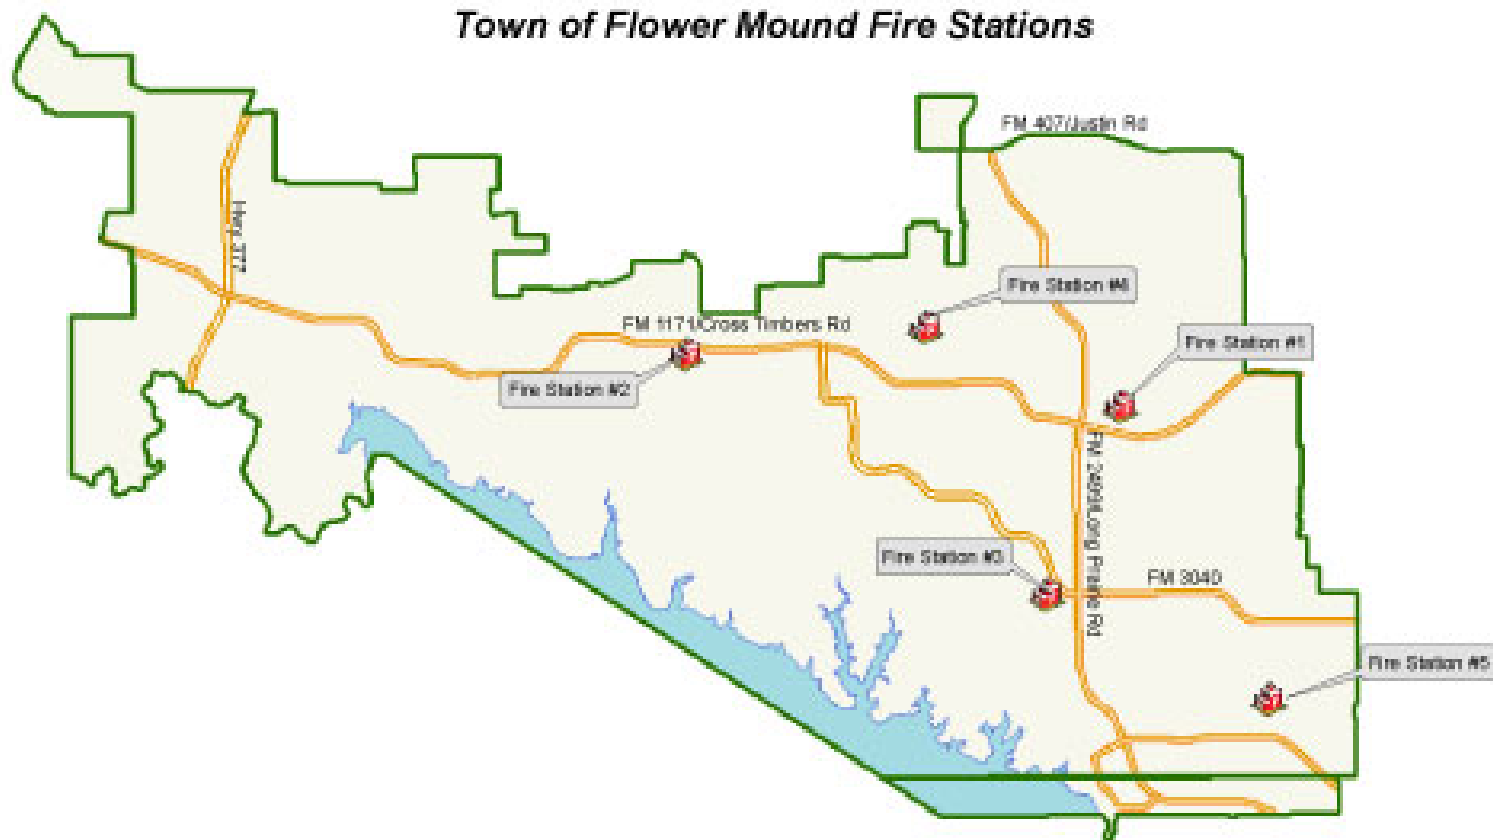 Town of Flower Mound Fire Stations
FM 407/Justin Rd
Hwy 377
Fire Station #6
FM 1171/Cross Timbers Rd
Fire Station #1
Fire Station #2
FM 2499/Long Prairie Rd
Fire Station #3
FM 3040
Fire Station #5